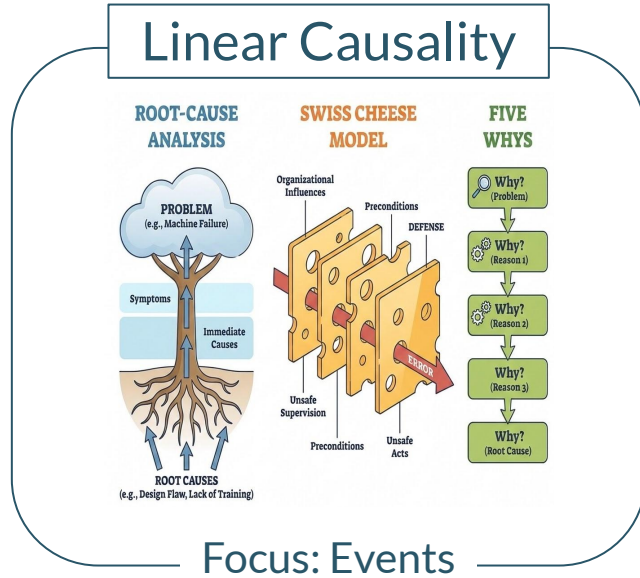 Linear Causality
ROOT-CAUSE
ANALYSIS
PROBLEM
(e.g., Machine Failure)
Symptoms
Immediate
Causes
ROOT CAUSES
(e.g., Design Flaw, Lack of Training)
SWISS CHEESE
MODEL
Organizational
Influences
Preconditions
DEFENSE
ERROR
Unsafe
Supervision
Preconditions
Unsafe
Acts
FIVE
WHYS
Why?
(Problem)
Why?
(Reason 1)
Why?
(Reason 2)
Why?
(Reason 3)
Why?
(Root Cause)
Focus: Events